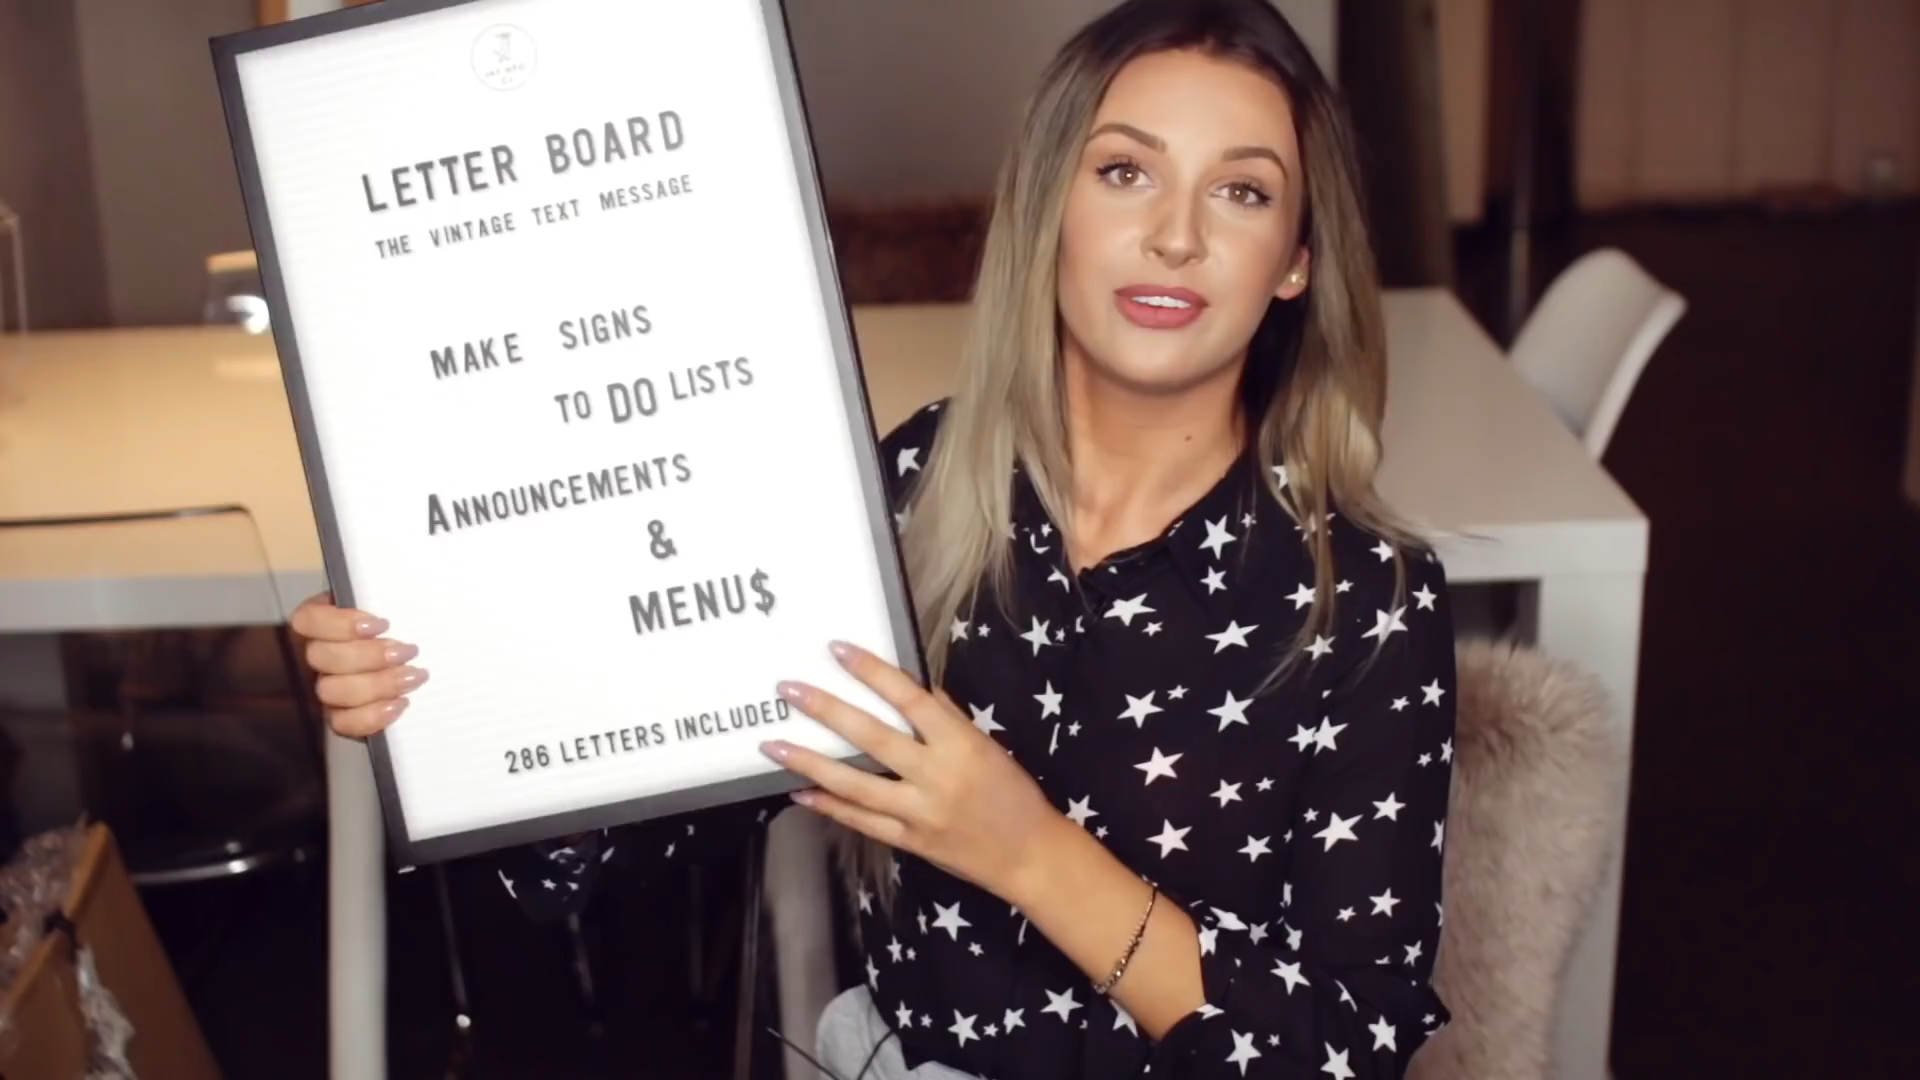 LETTER BOARD
THE VINTAGE TEXT MESSAGE
MAKE SIGNS
TO DO LISTS
ANNOUNCEMENTS
&
MENU$
286 LETTERS INCLUDED